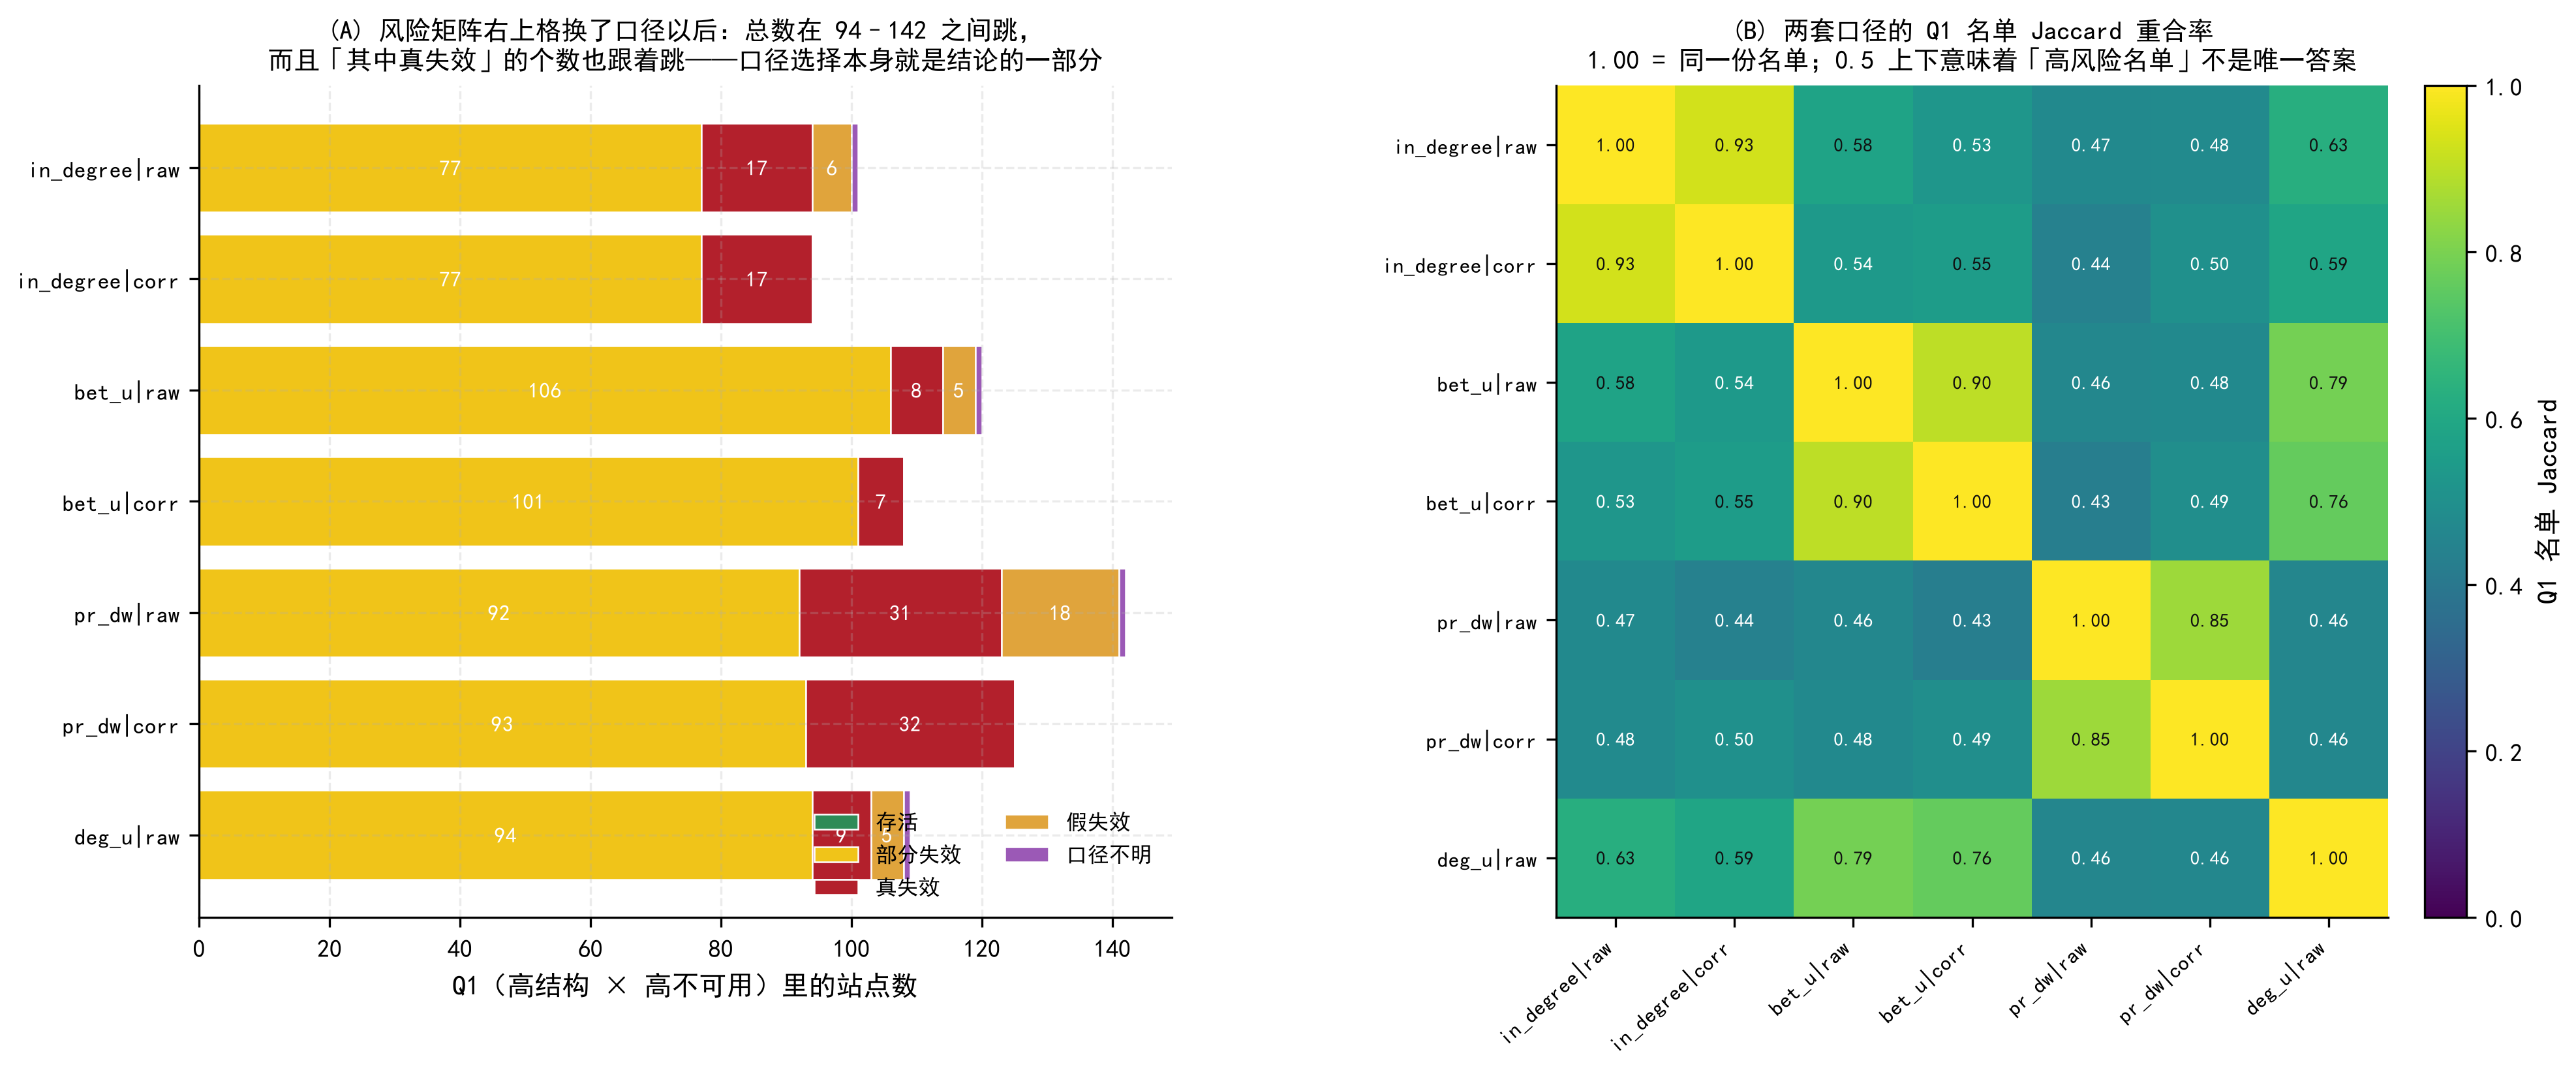 (A) 风险矩阵右上格换了口径以后：总数在 94–142 之间跳，
而且「其中真失效」的个数也跟着跳——口径选择本身就是结论的一部分
in_degree|raw
77
17
6
in_degree|corr
77
17
bet_u|raw
106
8
5
bet_u|corr
101
7
pr_dw|raw
92
31
18
pr_dw|corr
93
32
deg_u|raw
94
9
5
存活
部分失效
真失效
假失效
口径不明
0 20 40 60 80 100 120 140
Q1（高结构 × 高不可用）里的站点数
(B) 两套口径的 Q1 名单 Jaccard 重合率
1.00 = 同一份名单；0.5 上下意味着「高风险名单」不是唯一答案
in_degree|raw 1.00 0.93 0.58 0.53 0.47 0.48 0.63
in_degree|corr 0.93 1.00 0.54 0.55 0.44 0.50 0.59
bet_u|raw 0.58 0.54 1.00 0.90 0.46 0.48 0.79
bet_u|corr 0.53 0.55 0.90 1.00 0.43 0.49 0.76
pr_dw|raw 0.47 0.44 0.46 0.43 1.00 0.85 0.46
pr_dw|corr 0.48 0.50 0.48 0.49 0.85 1.00 0.46
deg_u|raw 0.63 0.59 0.79 0.76 0.46 0.46 1.00
in_degree|raw
in_degree|corr
bet_u|raw
bet_u|corr
pr_dw|raw
pr_dw|corr
deg_u|raw
1.0
0.8
0.6
0.4
0.2
0.0
Q1 名单 Jaccard